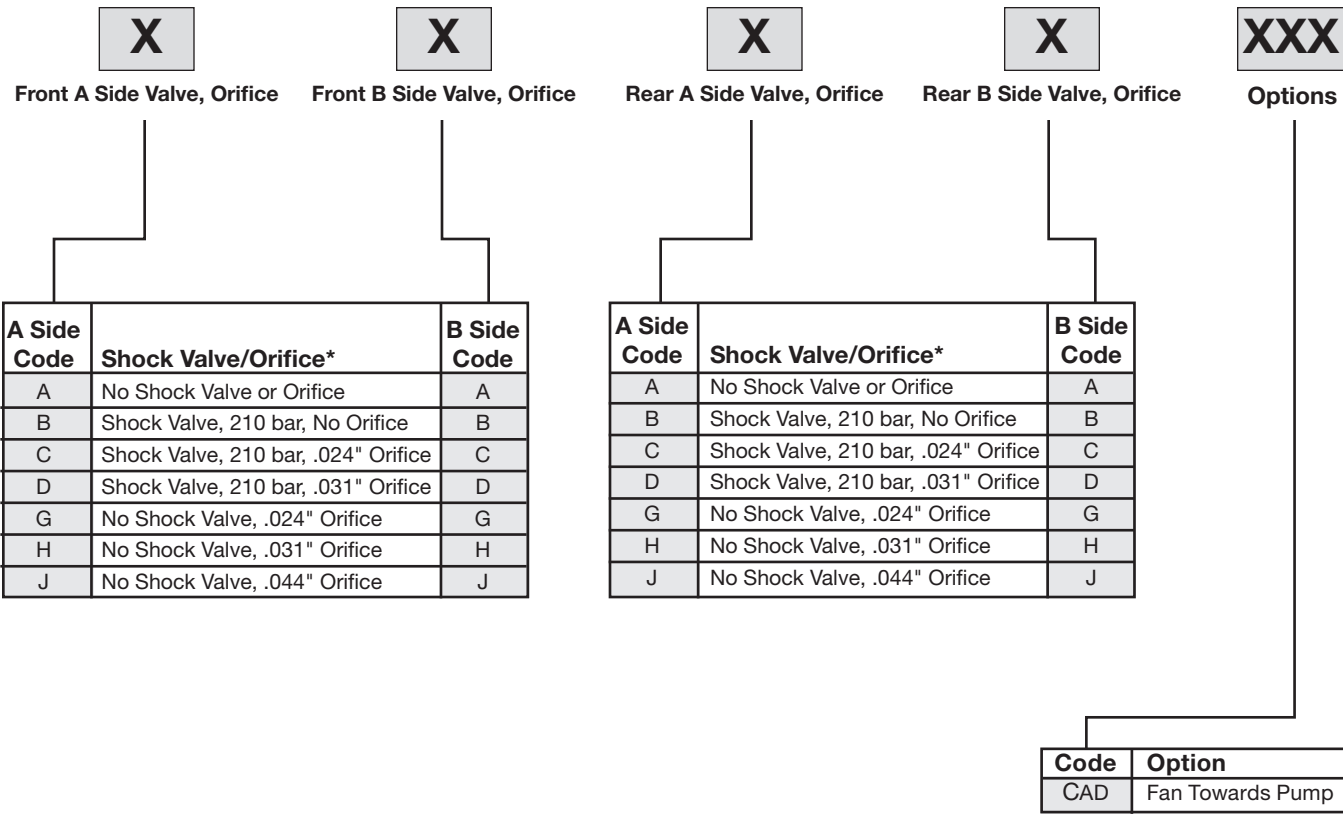 X X X X XXX
Front A Side Valve, Orifice Front B Side Valve, Orifice Rear A Side Valve, Orifice Rear B Side Valve, Orifice Options
A Side Code Shock Valve/Orifice* B Side Code
A No Shock Valve or Orifice A
B Shock Valve, 210 bar, No Orifice B
C Shock Valve, 210 bar, .024" Orifice C
D Shock Valve, 210 bar, .031" Orifice D
G No Shock Valve, .024" Orifice G
H No Shock Valve, .031" Orifice H
J No Shock Valve, .044" Orifice J
A Side Code Shock Valve/Orifice* B Side Code
A No Shock Valve or Orifice A
B Shock Valve, 210 bar, No Orifice B
C Shock Valve, 210 bar, .024" Orifice C
D Shock Valve, 210 bar, .031" Orifice D
G No Shock Valve, .024" Orifice G
H No Shock Valve, .031" Orifice H
J No Shock Valve, .044" Orifice J
Code Option
CAD Fan Towards Pump